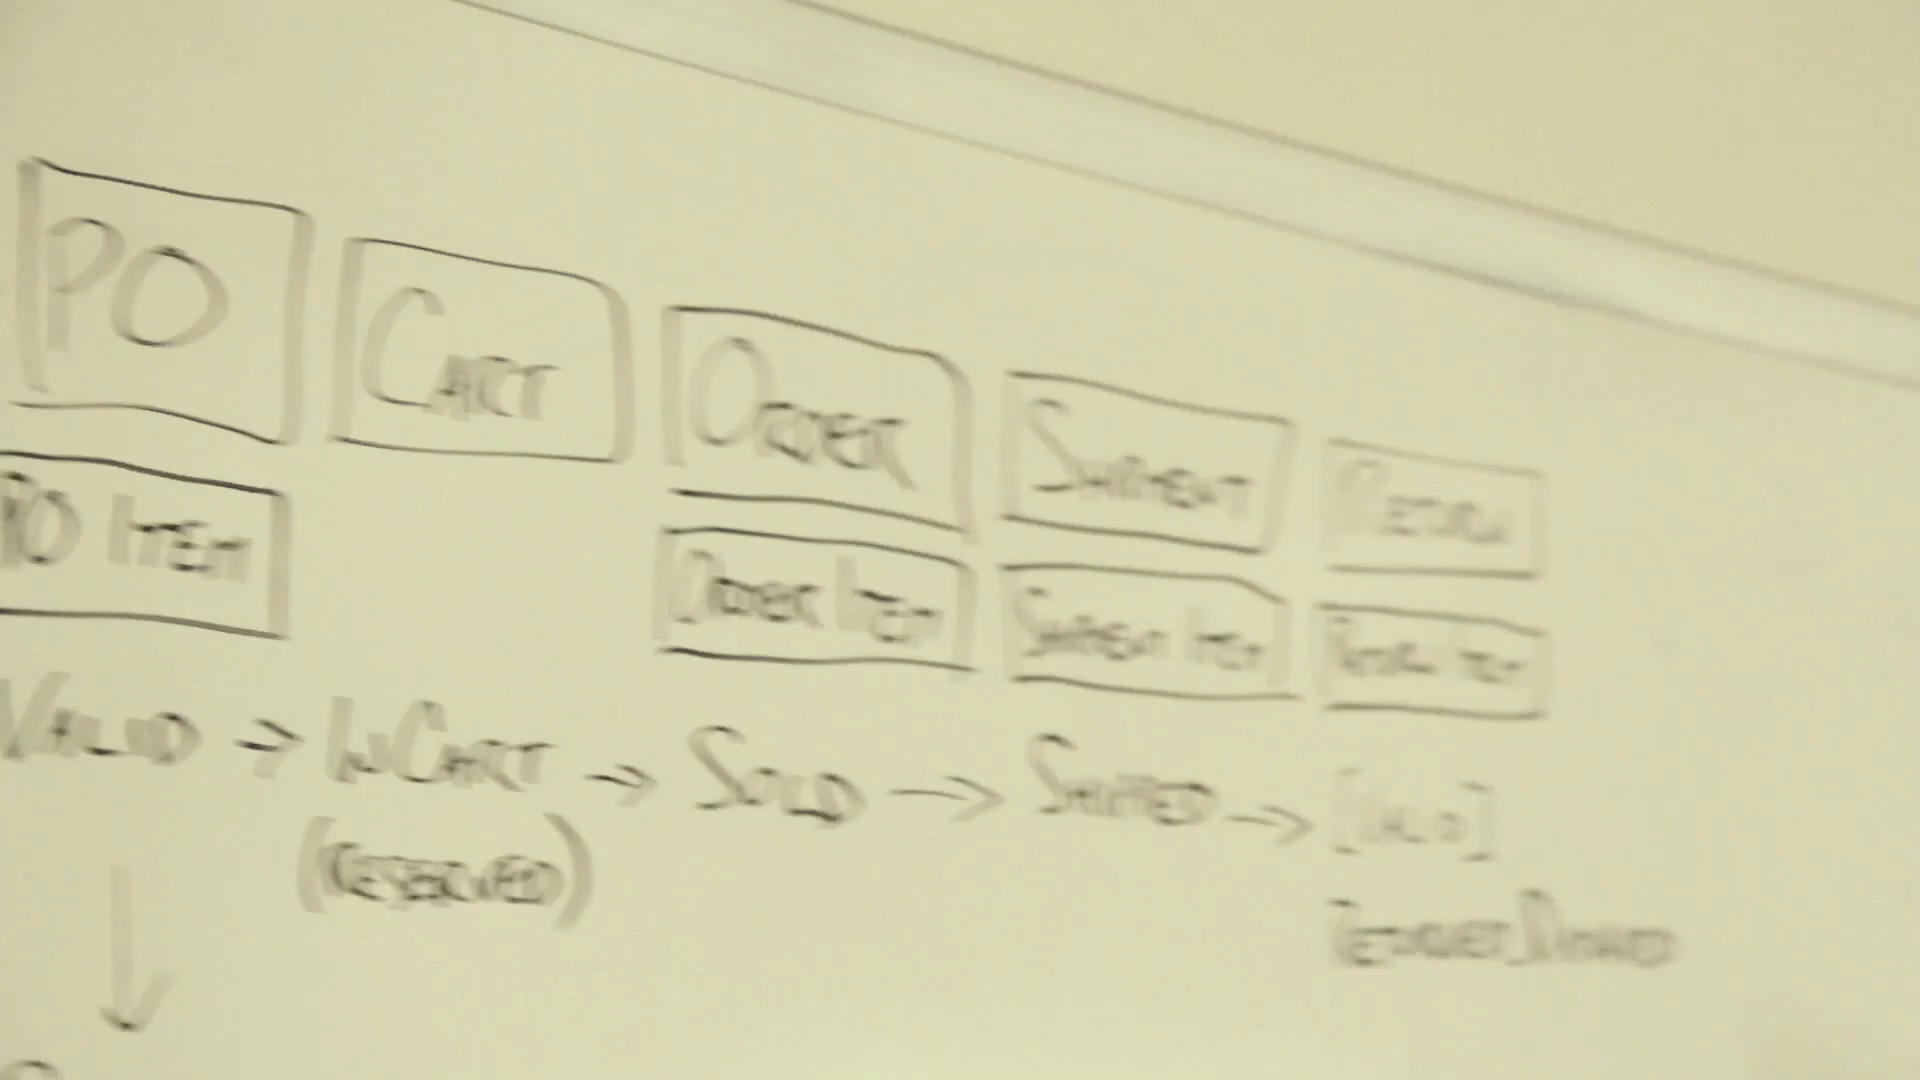 PO
CART
ORDER
SHIPMENT
RETURN
PO ITEM
ORDER ITEM
SHIPMENT ITEM
RETURN ITEM
VALID → INCART → SOLD → SHIPPED → [VALID]
(RESERVED)
RETURNED_DAMAGED